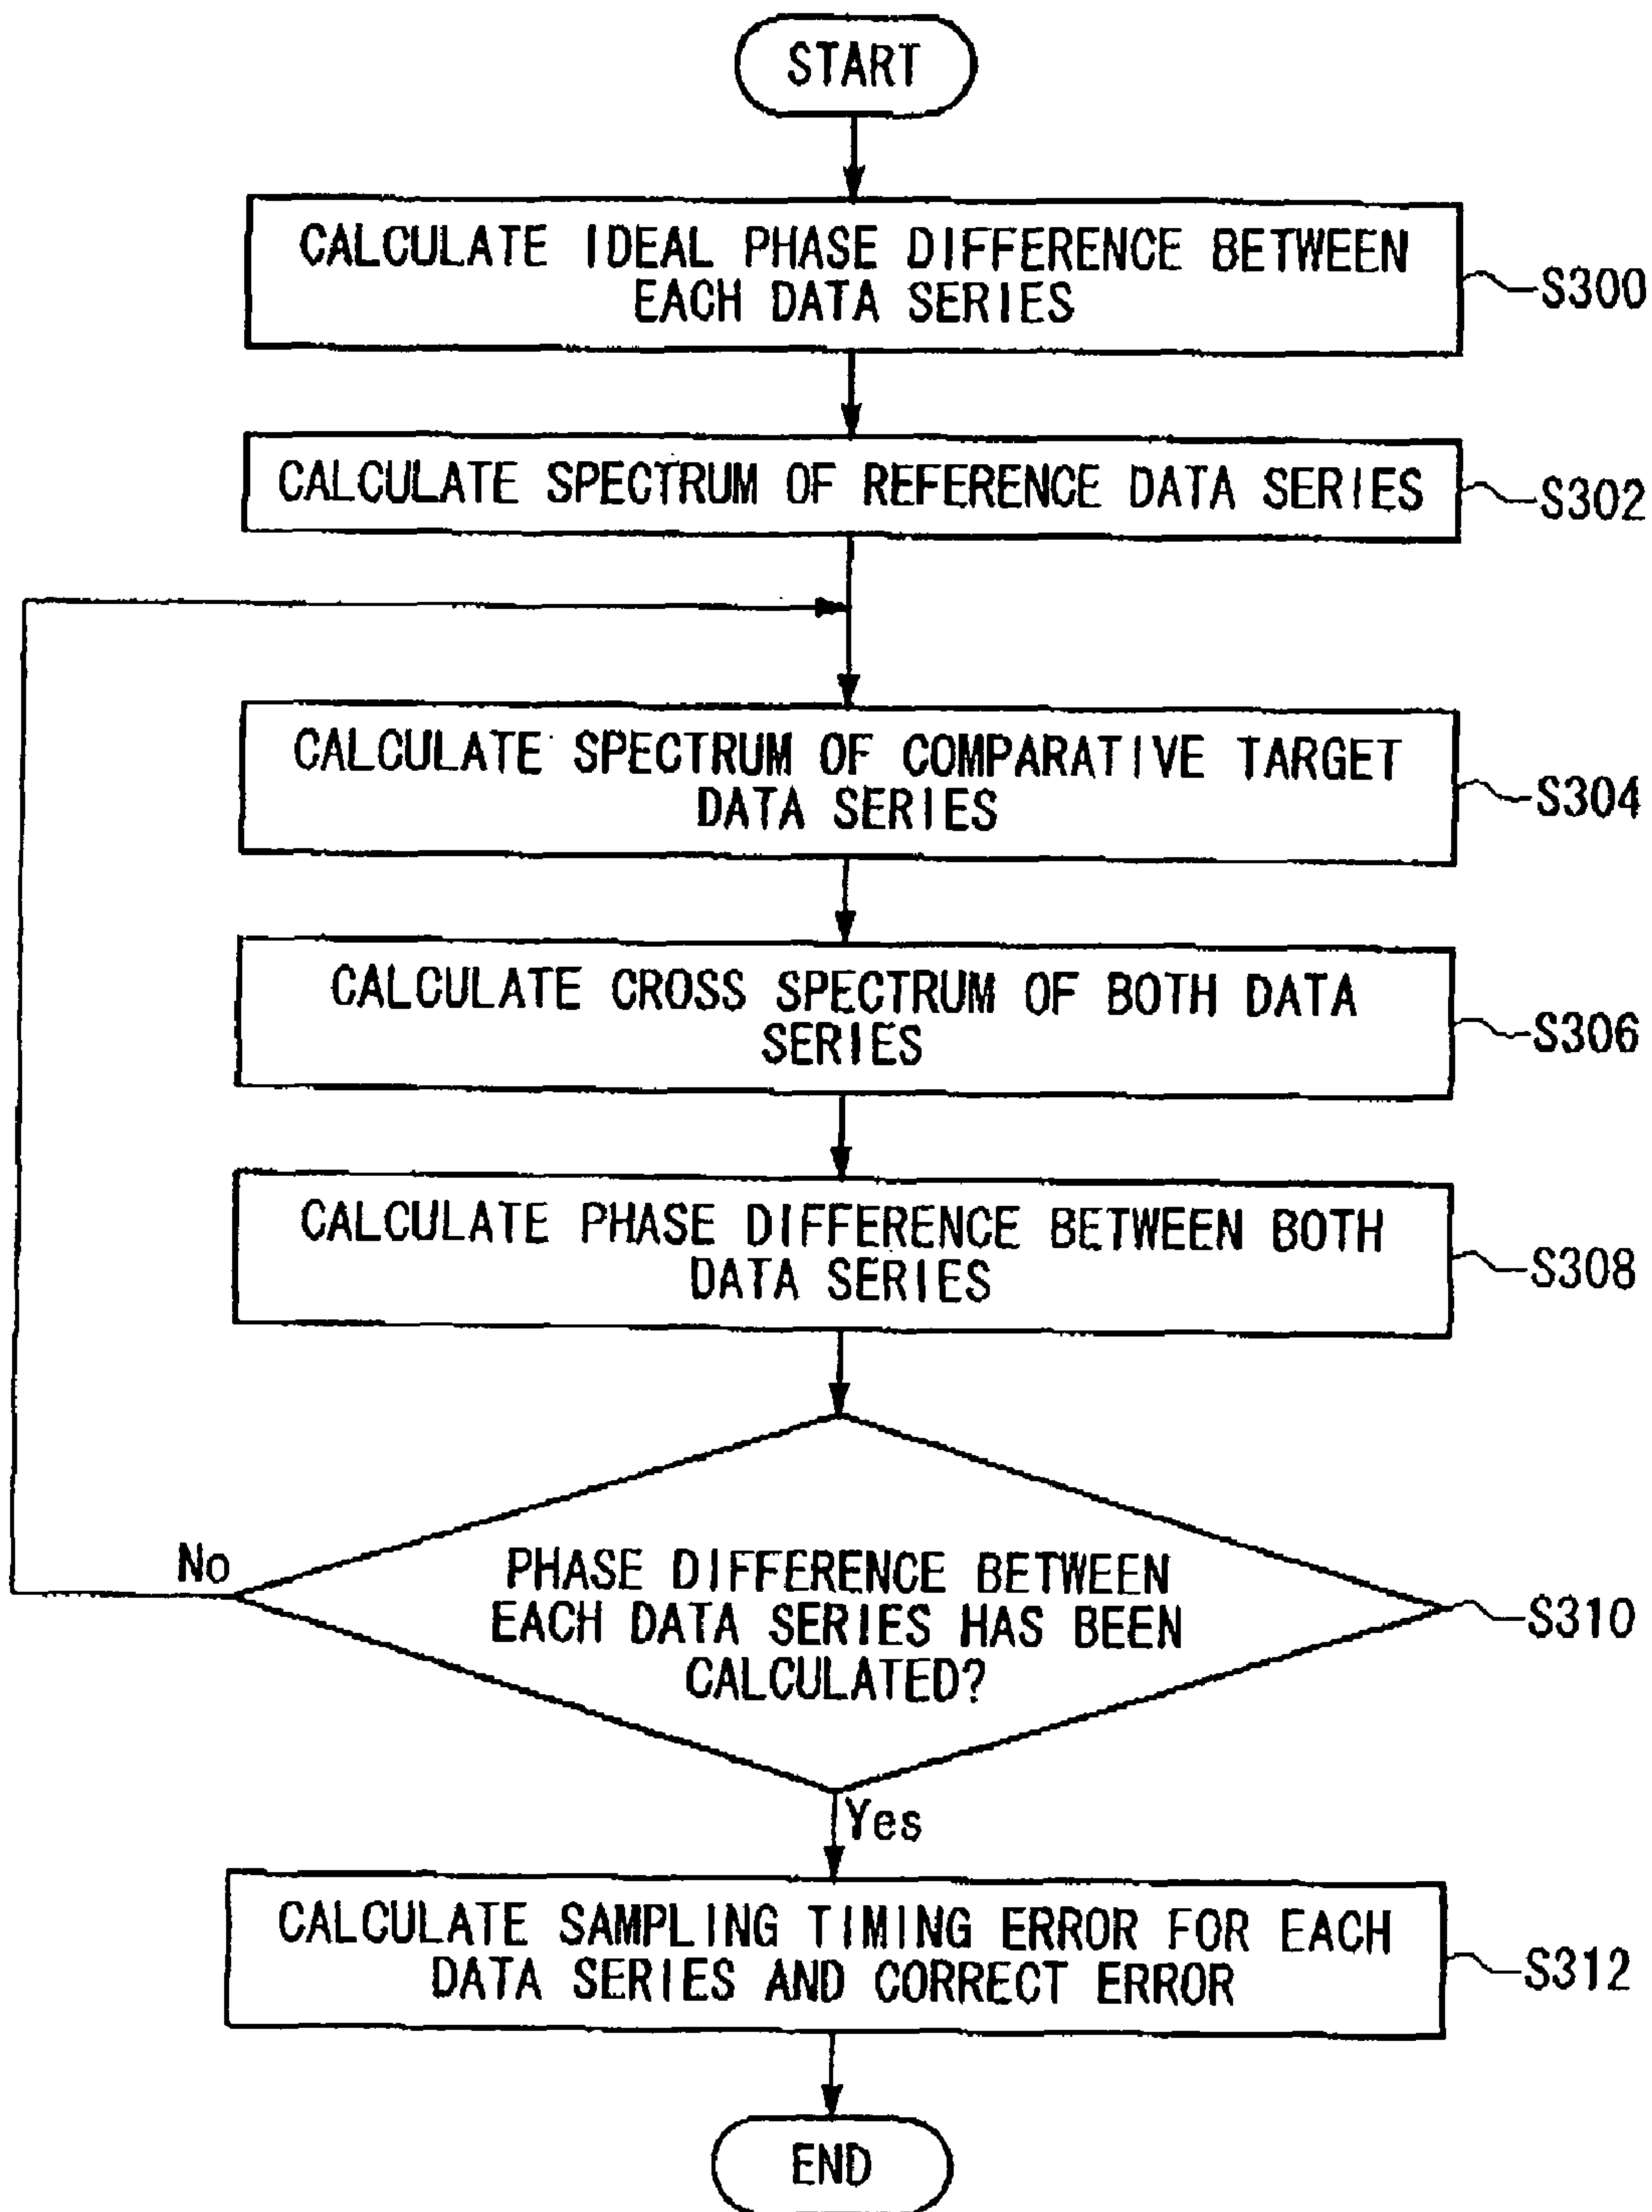 START
CALCULATE IDEAL PHASE DIFFERENCE BETWEEN
EACH DATA SERIES
S300
CALCULATE SPECTRUM OF REFERENCE DATA SERIES
S302
CALCULATE SPECTRUM OF COMPARATIVE TARGET
DATA SERIES
S304
CALCULATE CROSS SPECTRUM OF BOTH DATA
SERIES
S306
CALCULATE PHASE DIFFERENCE BETWEEN BOTH
DATA SERIES
S308
No
PHASE DIFFERENCE BETWEEN
EACH DATA SERIES HAS BEEN
CALCULATED?
S310
Yes
CALCULATE SAMPLING TIMING ERROR FOR EACH
DATA SERIES AND CORRECT ERROR
S312
END